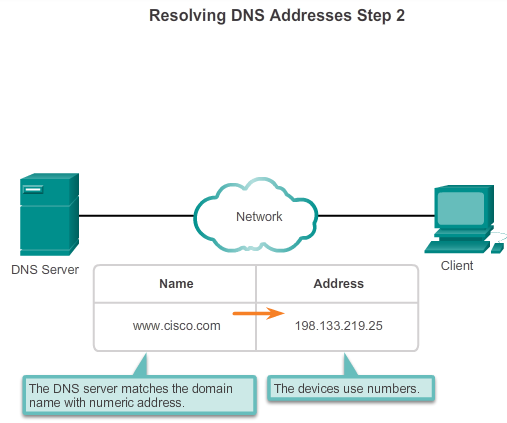 Resolving DNS Addresses Step 2
Network
DNS Server
Client
Name
Address
www.cisco.com
198.133.219.25
The DNS server matches the domain
name with numeric address.
The devices use numbers.